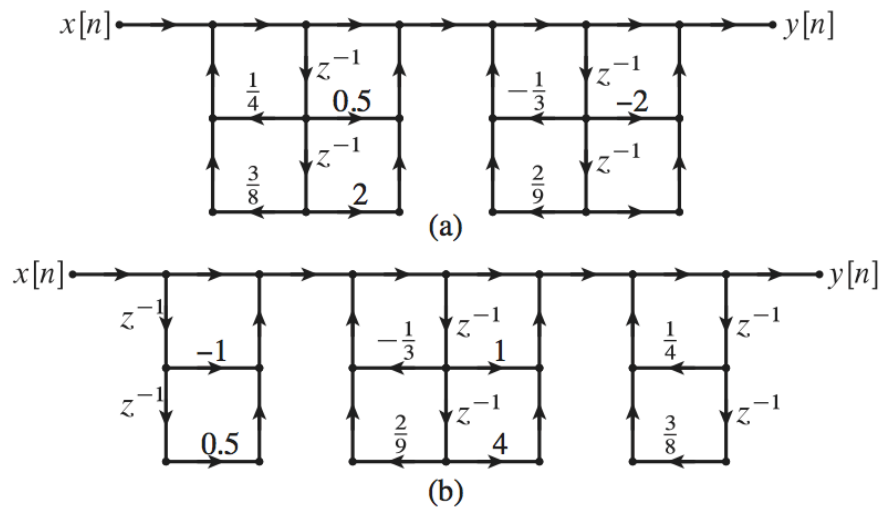 x[n] y[n]
z⁻¹ z⁻¹
1/4 0.5 −1/3 −2
z⁻¹ z⁻¹
3/8 2 2/9
(a)
x[n] y[n]
z⁻¹ z⁻¹ z⁻¹
−1 −1/3 1 1/4
z⁻¹ z⁻¹ z⁻¹
0.5 2/9 4 3/8
(b)